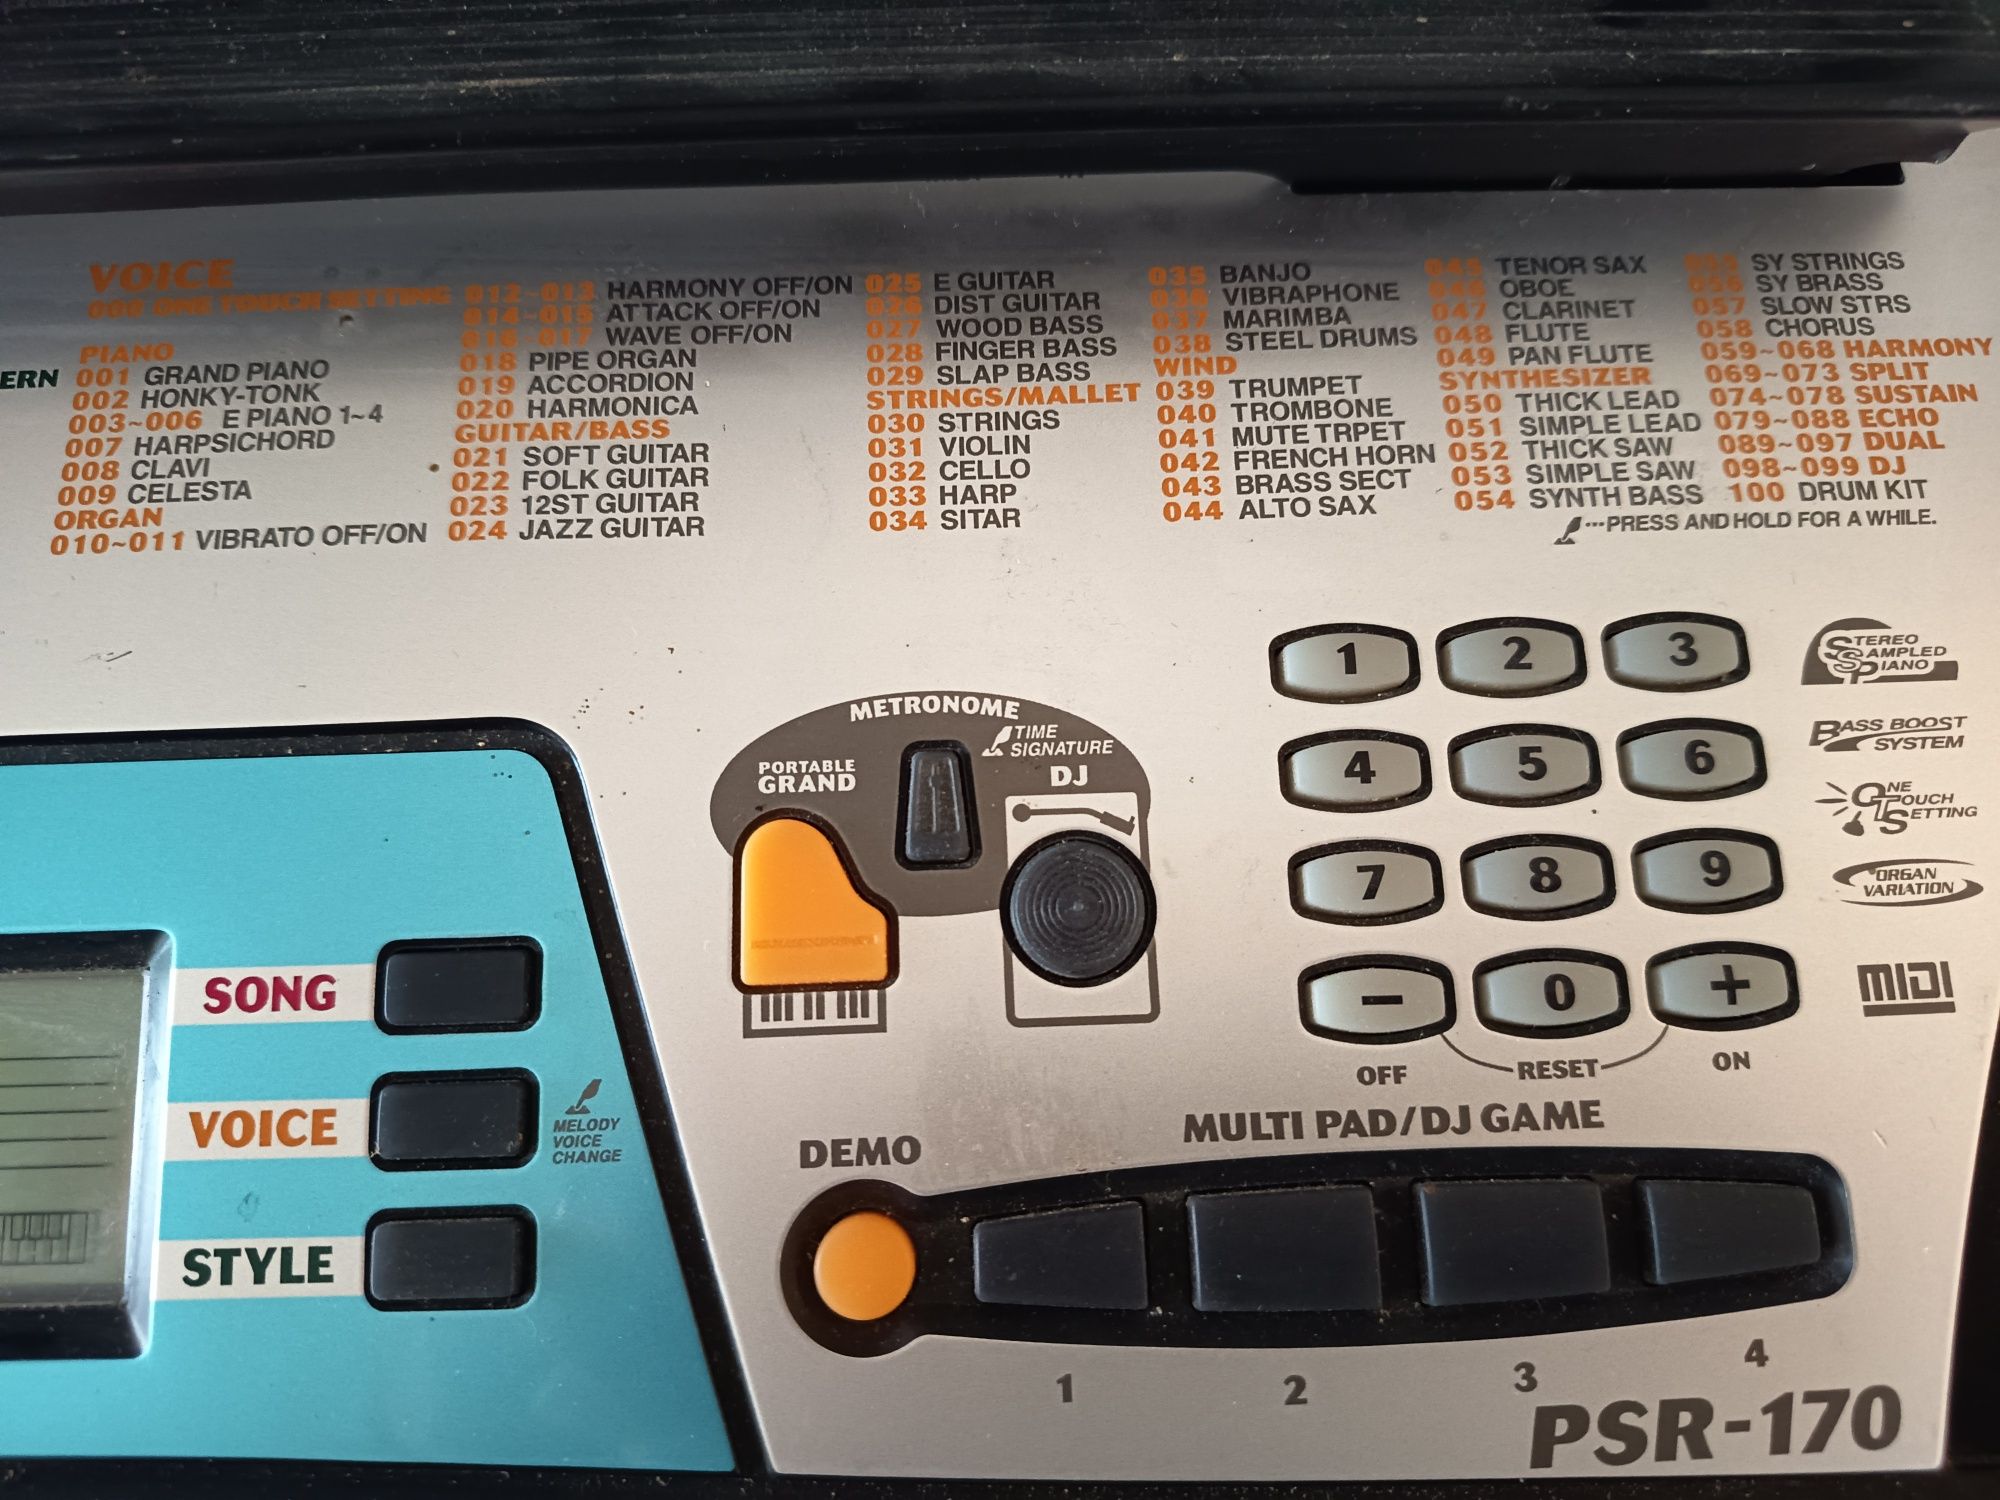 VOICE
000 ONE TOUCH SETTING
PIANO
ERN
001 GRAND PIANO
002 HONKY-TONK
003~006 E PIANO 1~4
007 HARPSICHORD
008 CLAVI
009 CELESTA
ORGAN
010~011 VIBRATO OFF/ON
012~013 HARMONY OFF/ON
014~015 ATTACK OFF/ON
016~017 WAVE OFF/ON
018 PIPE ORGAN
019 ACCORDION
020 HARMONICA
GUITAR/BASS
021 SOFT GUITAR
022 FOLK GUITAR
023 12ST GUITAR
024 JAZZ GUITAR
025 E GUITAR
026 DIST GUITAR
027 WOOD BASS
028 FINGER BASS
029 SLAP BASS
STRINGS/MALLET
030 STRINGS
031 VIOLIN
032 CELLO
033 HARP
034 SITAR
035 BANJO
036 VIBRAPHONE
037 MARIMBA
038 STEEL DRUMS
WIND
039 TRUMPET
040 TROMBONE
041 MUTE TRPET
042 FRENCH HORN
043 BRASS SECT
044 ALTO SAX
045 TENOR SAX
046 OBOE
047 CLARINET
048 FLUTE
049 PAN FLUTE
SYNTHESIZER
050 THICK LEAD
051 SIMPLE LEAD
052 THICK SAW
053 SIMPLE SAW
054 SYNTH BASS
055 SY STRINGS
056 SY BRASS
057 SLOW STRS
058 CHORUS
059~068 HARMONY
069~073 SPLIT
074~078 SUSTAIN
079~088 ECHO
089~097 DUAL
098~099 DJ
100 DRUM KIT
···PRESS AND HOLD FOR A WHILE.
METRONOME
TIME
SIGNATURE
PORTABLE
GRAND
DJ
1 2 3
4 5 6
7 8 9
− 0 +
OFF RESET ON
STEREO
SAMPLED
PIANO
BASS BOOST
SYSTEM
ONE
TOUCH
SETTING
ORGAN
VARIATION
MIDI
SONG
VOICE
MELODY
VOICE
CHANGE
STYLE
DEMO
MULTI PAD/DJ GAME
1 2 3 4
PSR-170